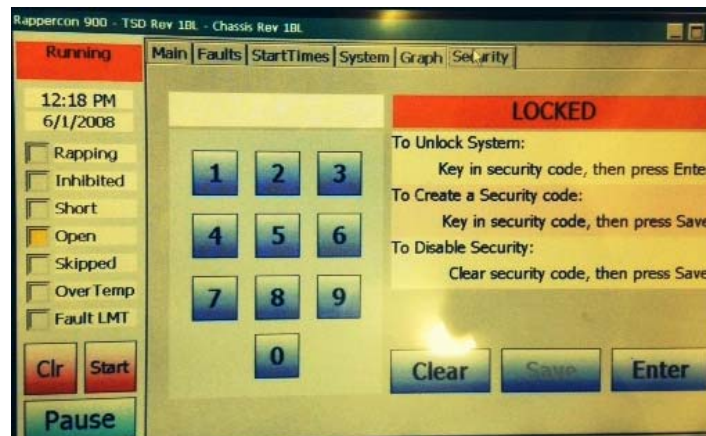 Rappercon 900 - TSD Rev 1BL - Chassis Rev 1BL
Running
Main Faults StartTimes System Graph Security
12:18 PM
6/1/2008
Rapping
Inhibited
Short
Open
Skipped
OverTemp
Fault LMT
Clr Start
Pause
1 2 3
4 5 6
7 8 9
0
LOCKED
To Unlock System:
Key in security code, then press Ente
To Create a Security code:
Key in security code, then press Save
To Disable Security:
Clear security code, then press Save
Clear Save Enter